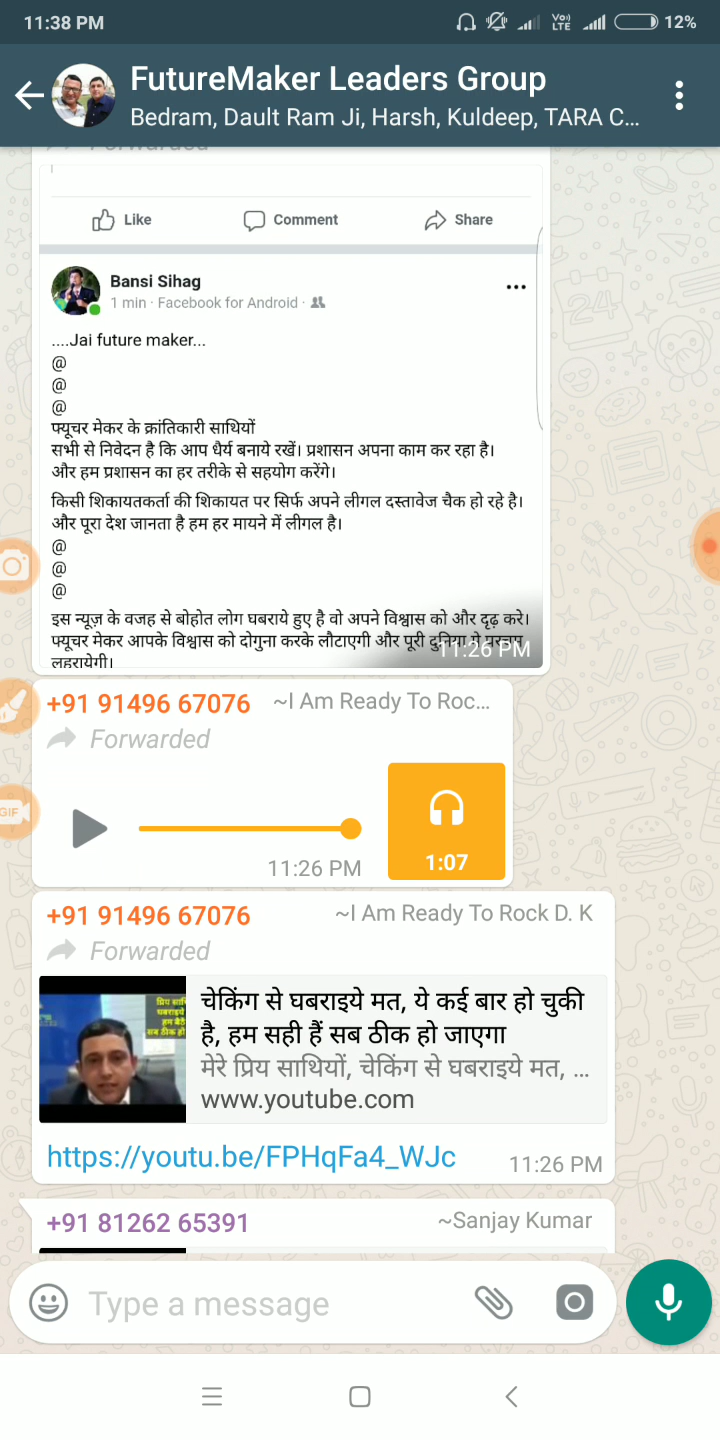 11:38 PM
Vo))
LTE
12%
FutureMaker Leaders Group
Bedram, Dault Ram Ji, Harsh, Kuldeep, TARA C...
Forwarded
Like Comment Share
Bansi Sihag
1 min · Facebook for Android ·
....Jai future maker...
@
@
@
फ्यूचर मेकर के क्रांतिकारी साथियों
सभी से निवेदन है कि आप धैर्य बनाये रखें। प्रशासन अपना काम कर रहा है।
और हम प्रशासन का हर तरीके से सहयोग करेंगे।
किसी शिकायतकर्ता की शिकायत पर सिर्फ अपने लीगल दस्तावेज चैक हो रहे है।
और पूरा देश जानता है हम हर मायने में लीगल है।
@
@
@
इस न्यूज़ के वजह से बोहोत लोग घबराये हुए है वो अपने विश्वास को और दृढ़ करे।
फ्यूचर मेकर आपके विश्वास को दोगुना करके लौटाएगी और पूरी दुनिया मे परचम
लहरायेगी।
11:26 PM
+91 91496 67076 ~I Am Ready To Roc...
Forwarded
11:26 PM
1:07
+91 91496 67076 ~I Am Ready To Rock D. K
Forwarded
चेकिंग से घबराइये मत, ये कई बार हो चुकी
है, हम सही हैं सब ठीक हो जाएगा
मेरे प्रिय साथियों, चेकिंग से घबराइये मत, ...
www.youtube.com
https://youtu.be/FPHqFa4_WJc
11:26 PM
+91 81262 65391 ~Sanjay Kumar
Type a message
GIF